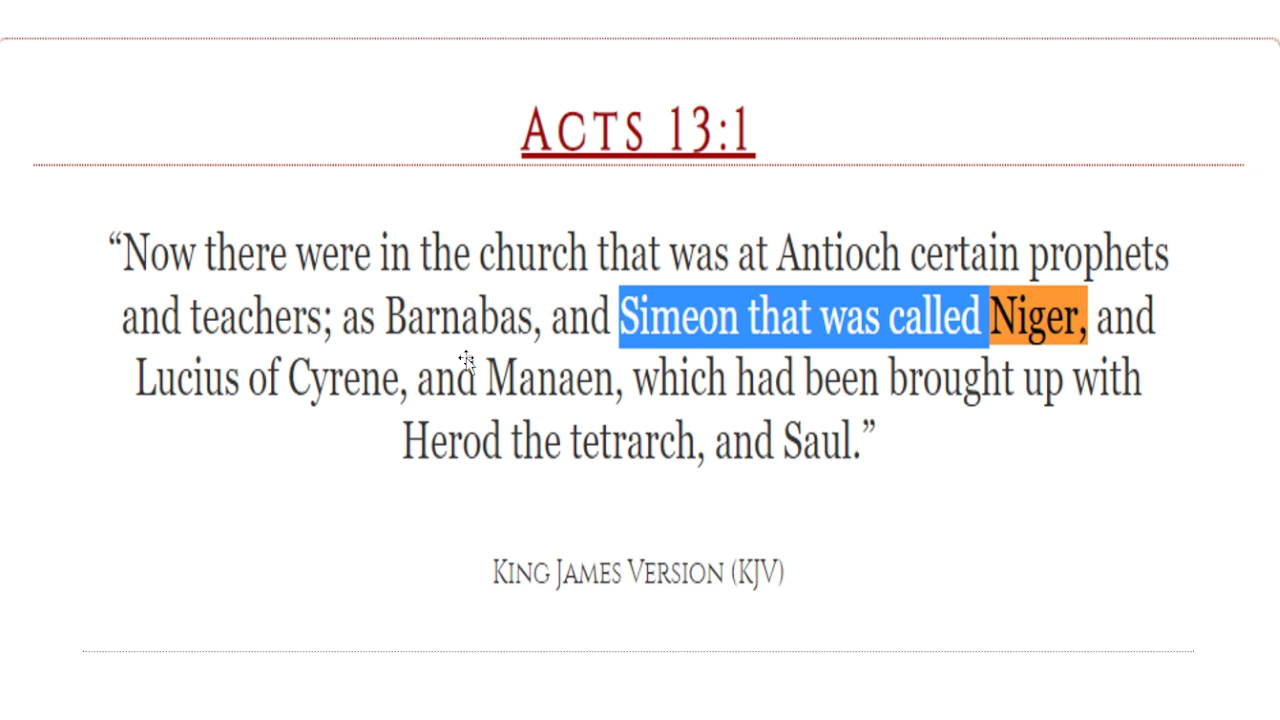 Acts 13:1
“Now there were in the church that was at Antioch certain prophets
and teachers; as Barnabas, and Simeon that was called Niger, and
Lucius of Cyrene, and Manaen, which had been brought up with
Herod the tetrarch, and Saul.”
King James Version (KJV)